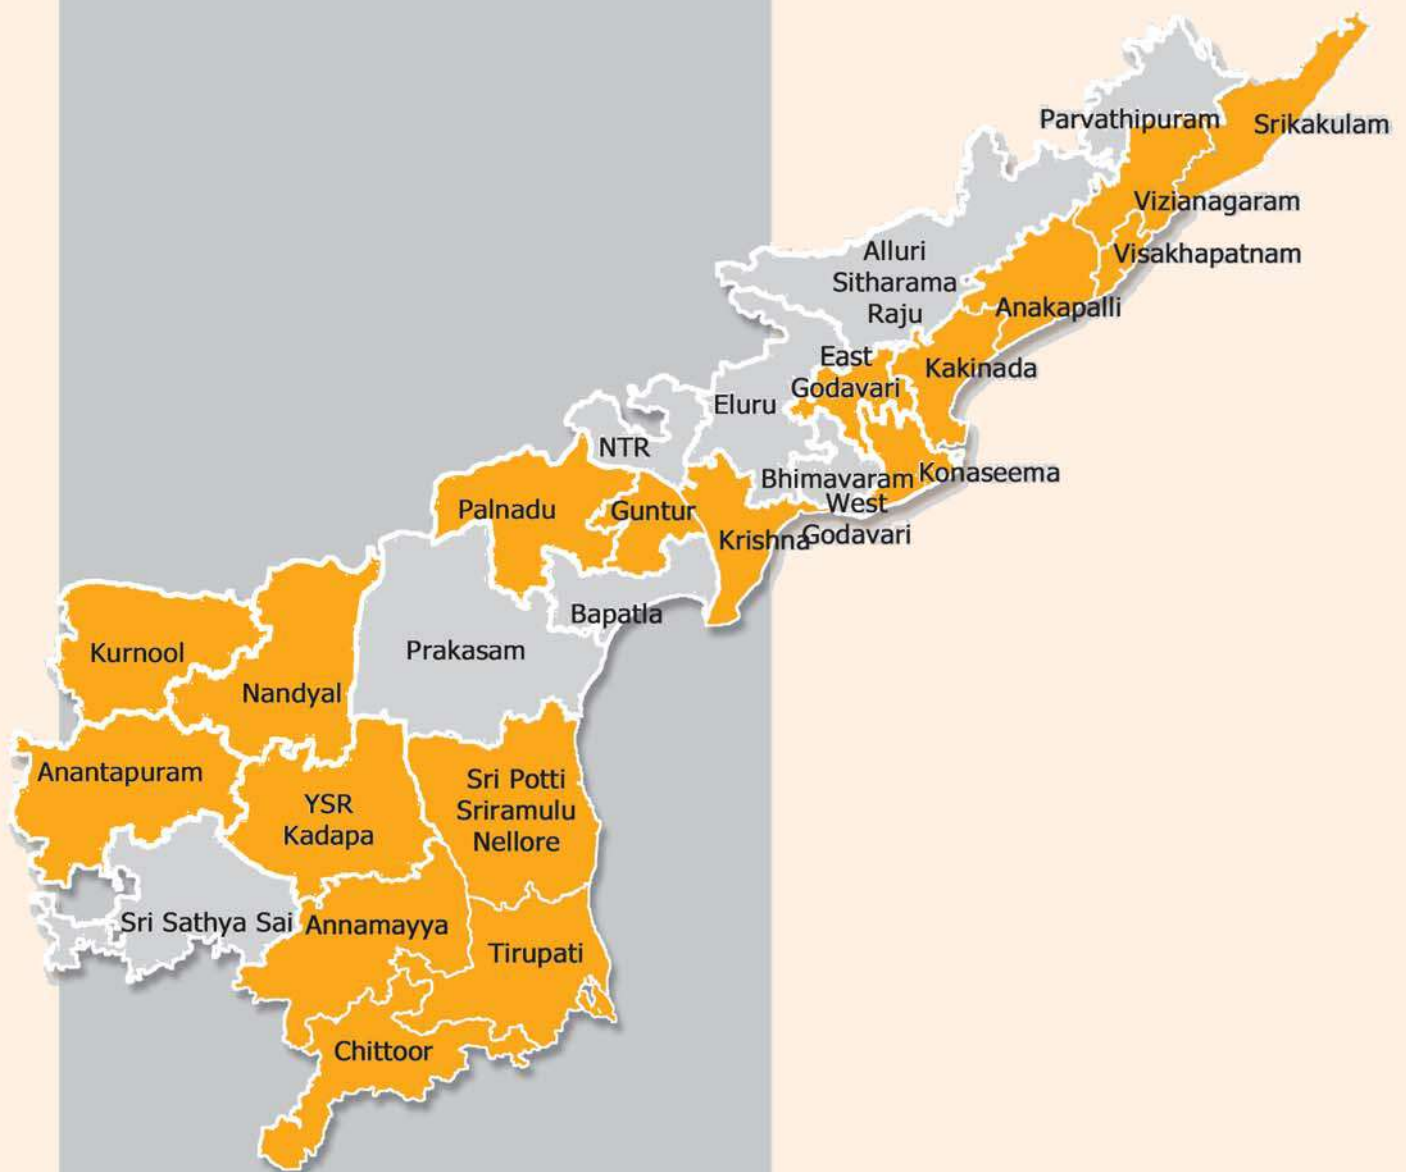 Parvathipuram
Srikakulam
Vizianagaram
Alluri
Sitharama
Raju
Visakhapatnam
Anakapalli
East
Godavari
Kakinada
Eluru
NTR
Bhimavaram
West
Godavari
Konaseema
Palnadu
Guntur
Krishna
Bapatla
Prakasam
Kurnool
Nandyal
Anantapuram
YSR
Kadapa
Sri Potti
Sriramulu
Nellore
Sri Sathya Sai
Annamayya
Tirupati
Chittoor